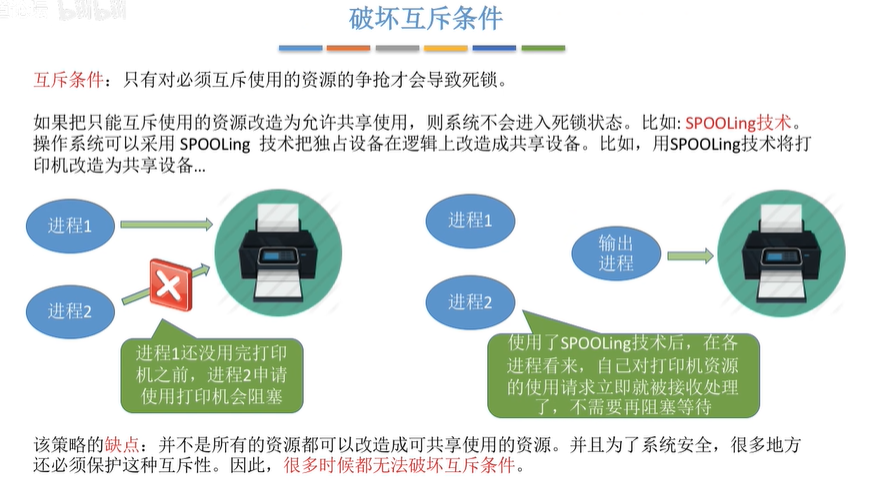 bilibili
破坏互斥条件
互斥条件：只有对必须互斥使用的资源的争抢才会导致死锁。
如果把只能互斥使用的资源改造为允许共享使用，则系统不会进入死锁状态。比如: SPOOLing技术。
操作系统可以采用 SPOOLing 技术把独占设备在逻辑上改造成共享设备。比如，用SPOOLing技术将打
印机改造为共享设备…
进程1
进程2
进程1还没用完打印
机之前，进程2申请
使用打印机会阻塞
进程1
进程2
输出
进程
使用了SPOOLing技术后，在各
进程看来，自己对打印机资源
的使用请求立即就被接收处理
了，不需要再阻塞等待
该策略的缺点：并不是所有的资源都可以改造成可共享使用的资源。并且为了系统安全，很多地方
还必须保护这种互斥性。因此，很多时候都无法破坏互斥条件。